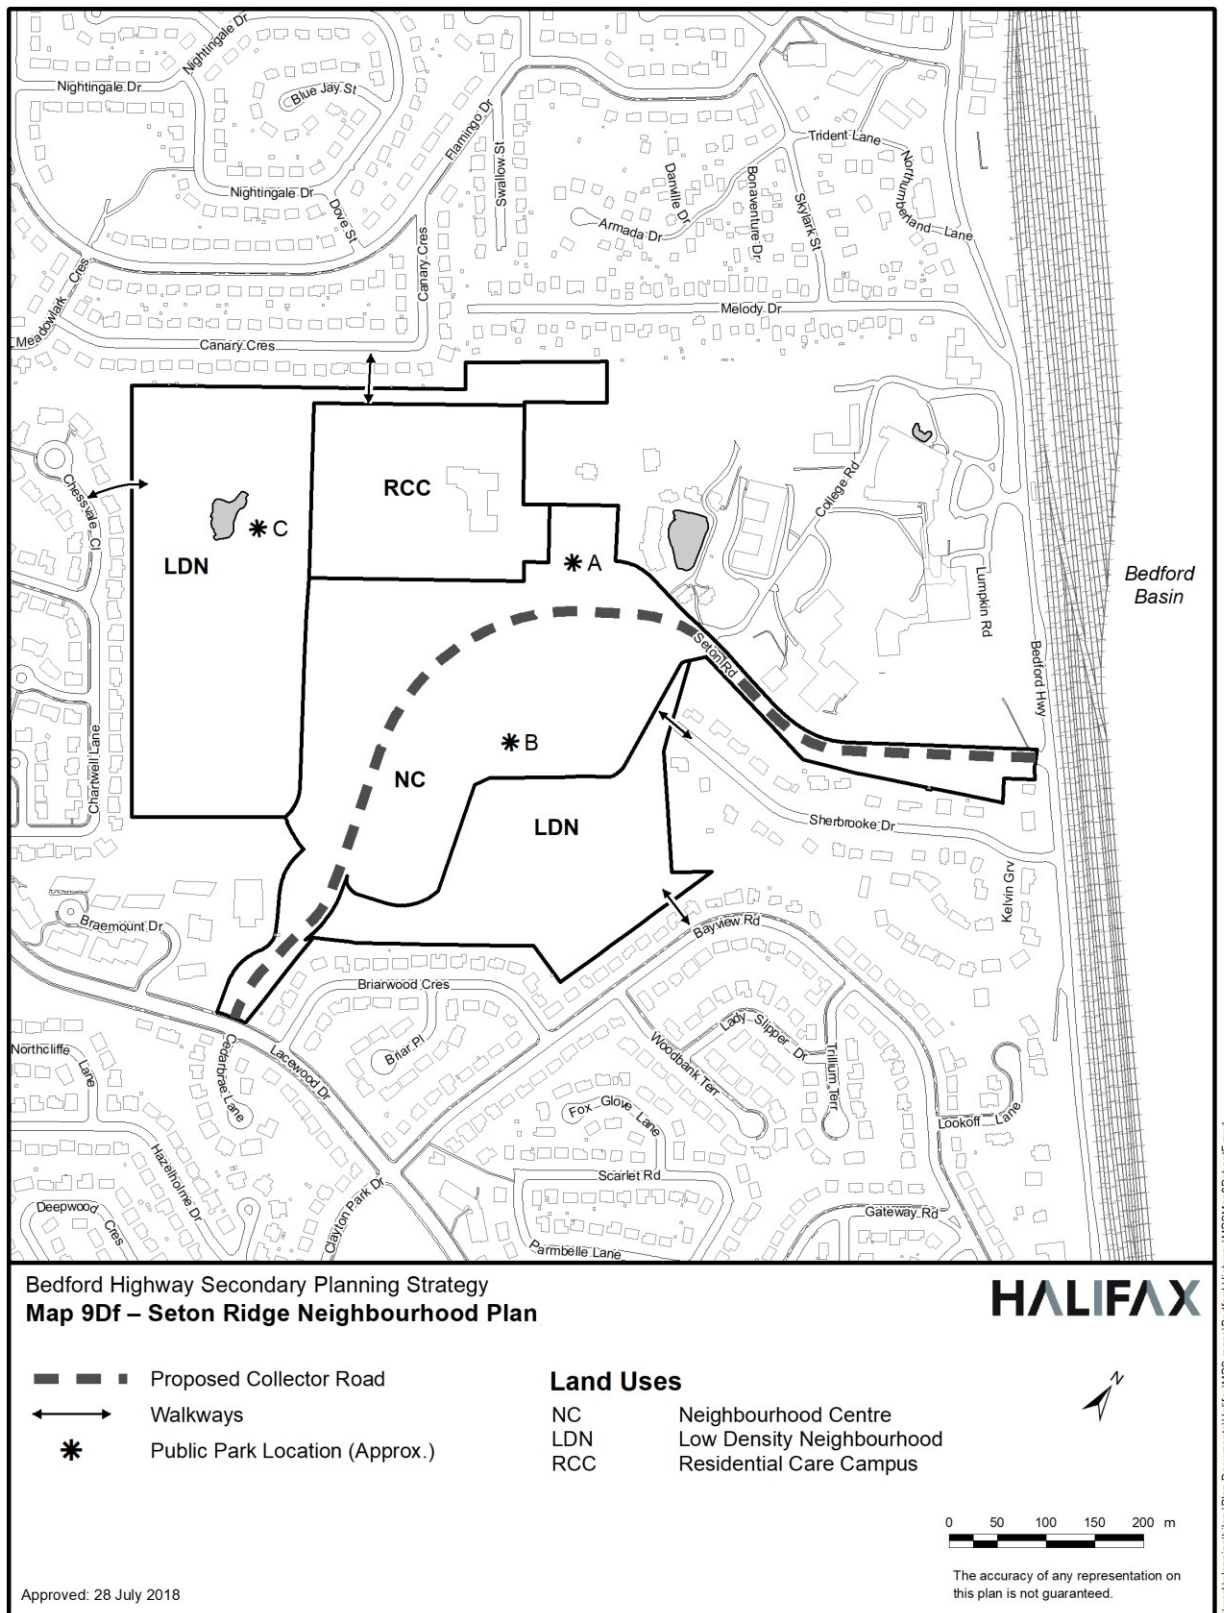 Nightingale Dr
Nightingale Dr
Blue Jay St
Flamingo Dr
Swallow St
Trident Lane
Northumberland Lane
Danville Dr
Bonaventure Dr
Skylark St
Nightingale Dr
Dove St
Armada Dr
Canary Cres
Meadowlark Cres
Melody Dr
Canary Cres
Chessvale Cl
RCC
College Rd
C
LDN
A
Bedford
Basin
Lumpkin Rd
Seton Rd
Bedford Hwy
B
NC
Chartwell Lane
LDN
Sherbrooke Dr
Kelvin Grv
Braemount Dr
Bayview Rd
Briarwood Cres
Northcliffe Lane
Cedarbrae Lane
Lacewood Dr
Briar Pl
Woodbank Terr
Lady Slipper Dr
Trillium Terr
Fox Glove Lane
Lookoff Lane
Hazelholme Dr
Scarlet Rd
Deepwood Cres
Clayton Park Dr
Gateway Rd
Parmbelle Lane
Bedford Highway Secondary Planning Strategy
Map 9Df – Seton Ridge Neighbourhood Plan
HALIFAX
Proposed Collector Road
Walkways
Public Park Location (Approx.)
Land Uses
NC Neighbourhood Centre
LDN Low Density Neighbourhood
RCC Residential Care Campus
N
0 50 100 150 200 m
The accuracy of any representation on
this plan is not guaranteed.
Approved: 28 July 2018